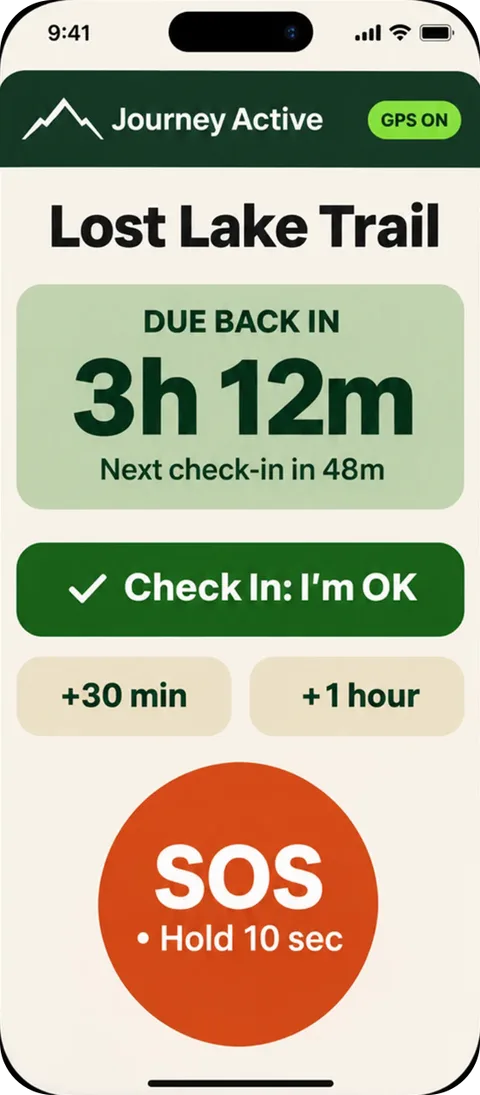 9:41
Journey Active
GPS ON
Lost Lake Trail
DUE BACK IN
3h 12m
Next check-in in 48m
Check In: I’m OK
+30 min
+1 hour
SOS
• Hold 10 sec